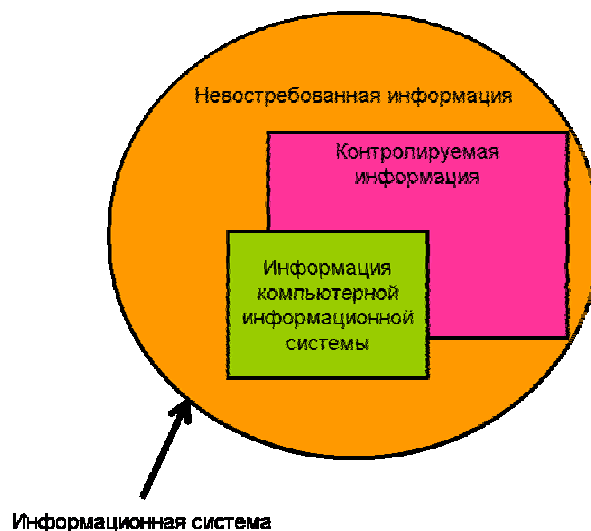 Невостребованная информация
Контролируемая
информация
Информация
компьютерной
информационной
системы
Информационная система